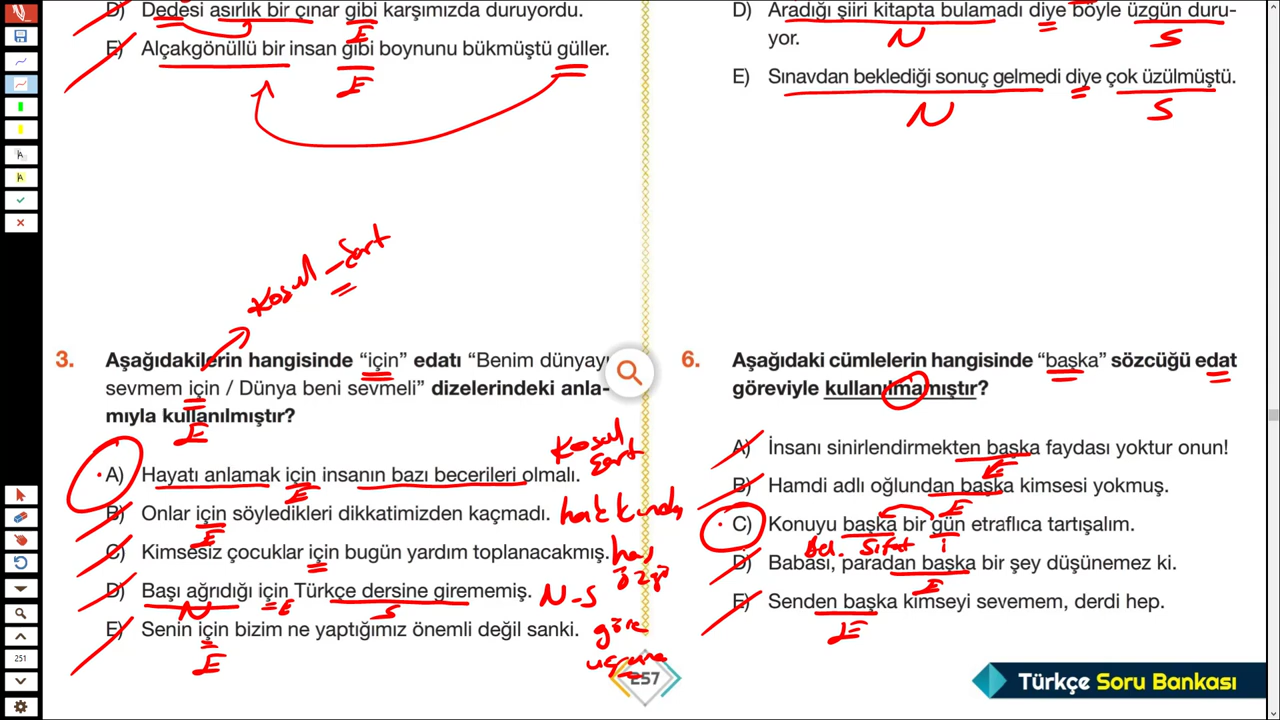 D) Dedesi asırlık bir çınar gibi karşımızda duruyordu.
E
E) Alçakgönüllü bir insan gibi boynunu bükmüştü güller.
E
Koşul - Şart
3. Aşağıdakilerin hangisinde “için” edatı “Benim dünyayı
sevmem için / Dünya beni sevmeli” dizelerindeki anla-
mıyla kullanılmıştır?
E
A) Hayatı anlamak için insanın bazı becerileri olmalı.
E
Koşul
Şart
B) Onlar için söyledikleri dikkatimizden kaçmadı.
E
hakkında
C) Kimsesiz çocuklar için bugün yardım toplanacakmış.
özgü
D) Başı ağrıdığı için Türkçe dersine girememiş.
N E S
N-S
E) Senin için bizim ne yaptığımız önemli değil sanki.
E
göre
D) Aradığı şiiri kitapta bulamadı diye böyle üzgün duru-
yor.
N S
E) Sınavdan beklediği sonuç gelmedi diye çok üzülmüştü.
N S
6. Aşağıdaki cümlelerin hangisinde “başka” sözcüğü edat
göreviyle kullanılmamıştır?
A) İnsanı sinirlendirmekten başka faydası yoktur onun!
E
B) Hamdi adlı oğlundan başka kimsesi yokmuş.
E
C) Konuyu başka bir gün etraflıca tartışalım.
Bel. Sıfat i
D) Babası, paradan başka bir şey düşünemez ki.
E
E) Senden başka kimseyi sevemem, derdi hep.
E
257
Türkçe Soru Bankası
251